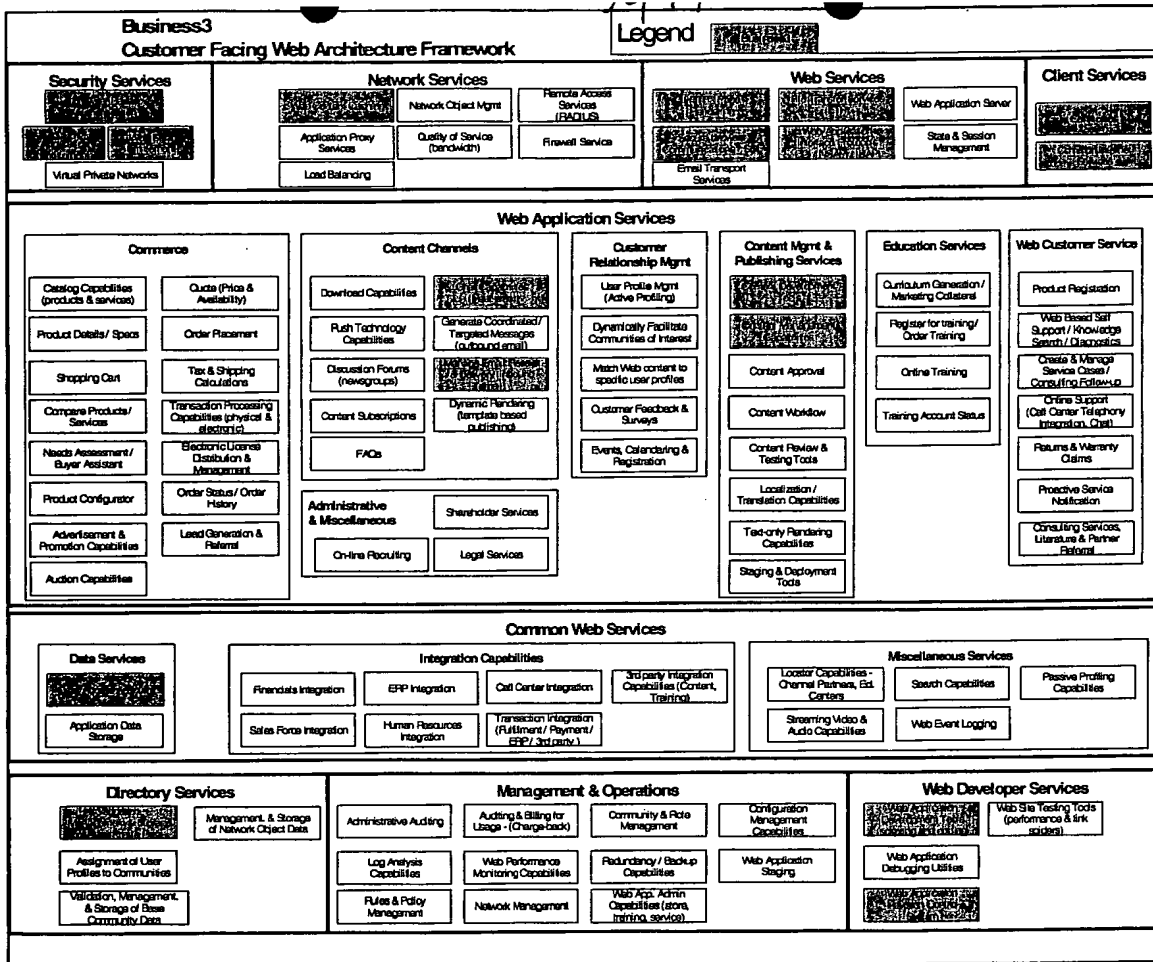 Business3
Customer Facing Web Architecture Framework
Legend
Security Services
Virtual Private Networks
Network Services
Network Object Mgmt
Remote Access
Services
(RADIUS)
Application Proxy
Services
Quality of Service
(bandwidth)
Firewall Service
Load Balancing
Web Services
Web Application Server
State & Session
Management
Email Transport
Services
Client Services
Web Application Services
Commerce
Catalog Capabilities
(products & services)
Quote (Price &
Availability)
Product Details / Specs
Order Placement
Shopping Cart
Tax & Shipping
Calculations
Compare Products /
Services
Transaction Processing
Capabilities (physical &
electronic)
Needs Assessment /
Buyer Assistant
Electronic License
Distribution &
Management
Product Configurator
Order Status / Order
History
Advertisement &
Promotion Capabilities
Lead Generation &
Referral
Auction Capabilities
Content Channels
Download Capabilities
Push Technology
Capabilities
Generate Coordinated /
Targeted Messages
(outbound email)
Discussion Forums
(newsgroups)
Content Subscriptions
Dynamic Rendering
(template based
publishing)
FAQs
Administrative
& Miscellaneous
Shareholder Services
On-line Recruiting
Legal Services
Customer
Relationship Mgmt
User Profile Mgmt
(Active Profiling)
Dynamically Facilitate
Communities of Interest
Match Web content to
specific user profiles
Customer Feedback &
Surveys
Events, Calendaring &
Registration
Content Mgmt &
Publishing Services
Content Approval
Content Workflow
Content Review &
Testing Tools
Localization /
Translation Capabilities
Text-only Rendering
Capabilities
Staging & Deployment
Tools
Education Services
Curriculum Generation /
Marketing Collateral
Register for training /
Order Training
Online Training
Training Account Status
Web Customer Service
Product Registration
Web Based Self
Support / Knowledge
Search / Diagnostics
Create & Manage
Service Cases /
Consulting Follow-up
Online Support
(Call Center Telephony
Integration, Chat)
Returns & Warranty
Claims
Proactive Service
Notification
Consulting Services,
Literature & Partner
Referral
Common Web Services
Data Services
Application Data
Storage
Integration Capabilities
Financials Integration
ERP Integration
Call Center Integration
3rd party Integration
Capabilities (Content,
Training)
Sales Force Integration
Human Resources
Integration
Transaction Integration
(Fulfillment / Payment /
ERP / 3rd party )
Miscellaneous Services
Locator Capabilities -
Channel Partners, Ed.
Centers
Search Capabilities
Passive Profiling
Capabilities
Streaming Video &
Audio Capabilities
Web Event Logging
Directory Services
Management, & Storage
of Network Object Data
Assignment of User
Profiles to Communities
Validation, Management,
& Storage of Base
Community Data
Management & Operations
Administrative Auditing
Auditing & Billing for
Usage - (Charge-back)
Community & Role
Management
Configuration
Management
Capabilities
Log Analysis
Capabilities
Web Performance
Monitoring Capabilities
Redundancy / Backup
Capabilities
Web Application
Staging
Rules & Policy
Management
Network Management
Web App. Admin
Capabilities (store,
training, service)
Web Developer Services
Web Application
Development Tools
Web Site Testing Tools
(performance & link
spiders)
Web Application
Debugging Utilities
Web Application